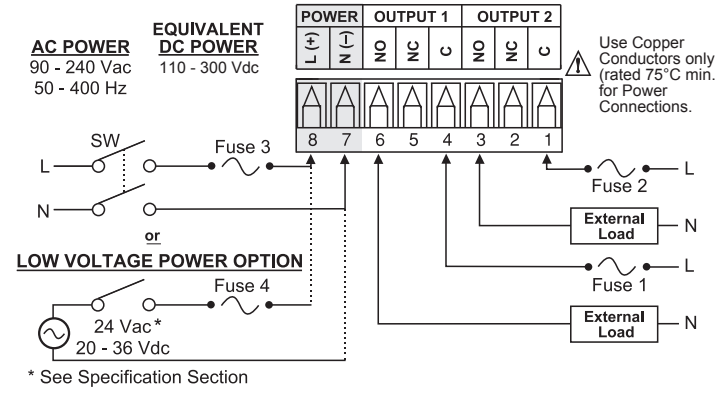 AC POWER
90 - 240 Vac
50 - 400 Hz
EQUIVALENT
DC POWER
110 - 300 Vdc
POWER OUTPUT 1 OUTPUT 2
L (+) N (–) NO NC C NO NC C
8 7 6 5 4 3 2 1
Use Copper
Conductors only
(rated 75°C min.
for Power
Connections.
SW
Fuse 3
L
N
or
LOW VOLTAGE POWER OPTION
Fuse 4
24 Vac*
20 - 36 Vdc
* See Specification Section
L
Fuse 2
External
Load
N
L
Fuse 1
External
Load
N